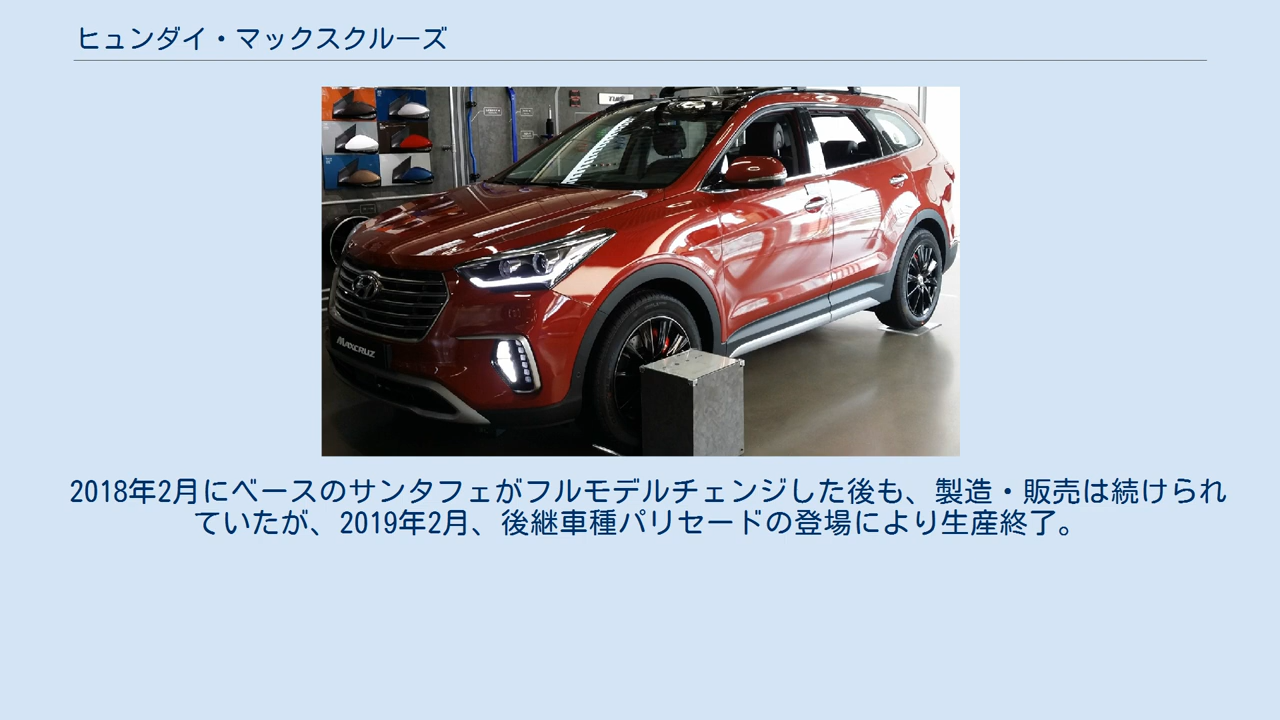 ヒュンダイ・マックスクルーズ
MAXCRUZ
2018年2月にベースのサンタフェがフルモデルチェンジした後も、製造・販売は続けられ
ていたが、2019年2月、後継車種パリセードの登場により生産終了。